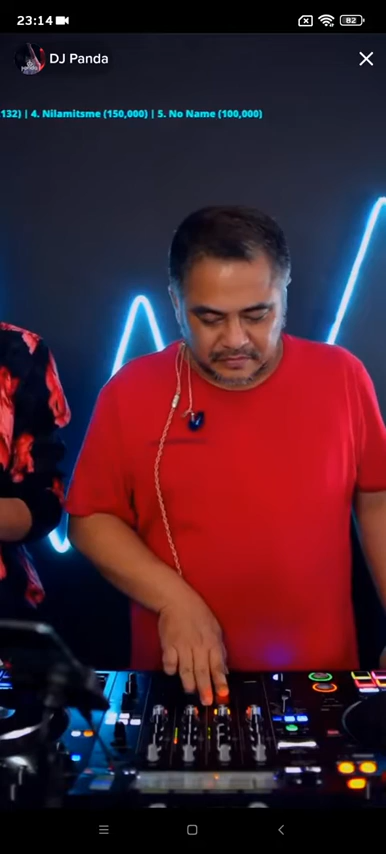 23:14
82
DJ Panda
132) | 4. Nilamitsme (150,000) | 5. No Name (100,000)